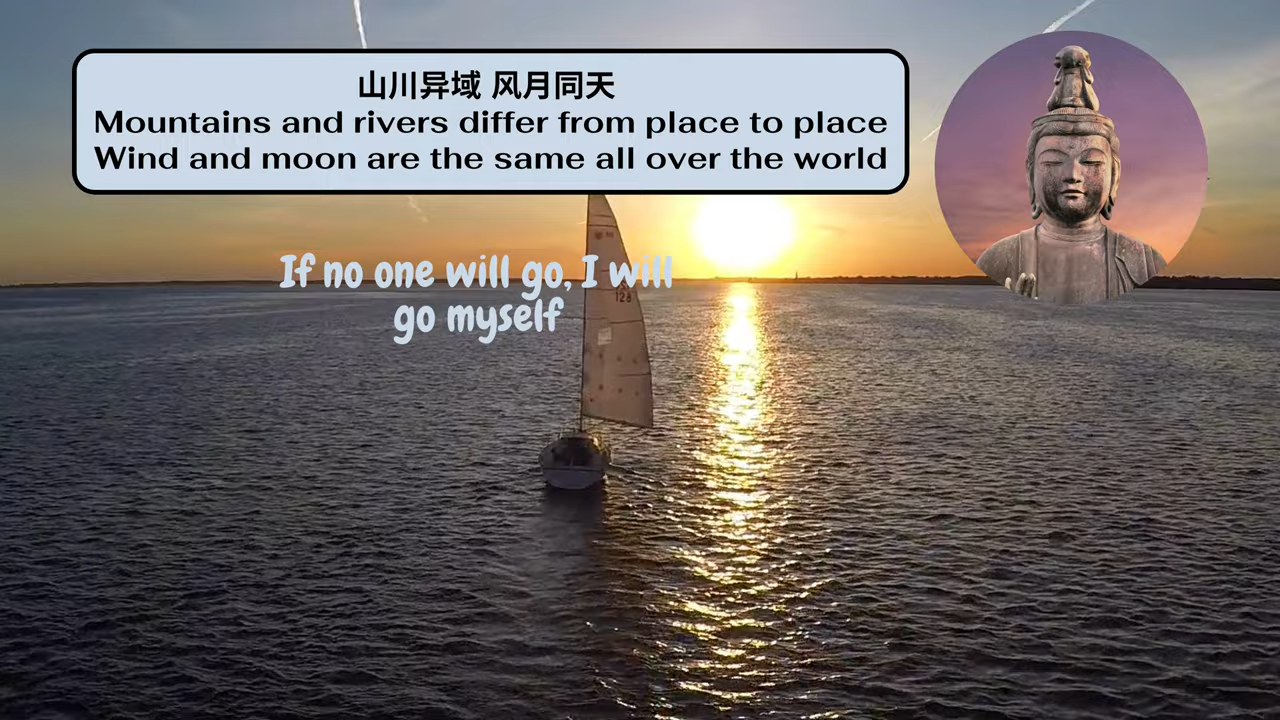 山川异域 风月同天
Mountains and rivers differ from place to place
Wind and moon are the same all over the world
If no one will go, I will
go myself
128